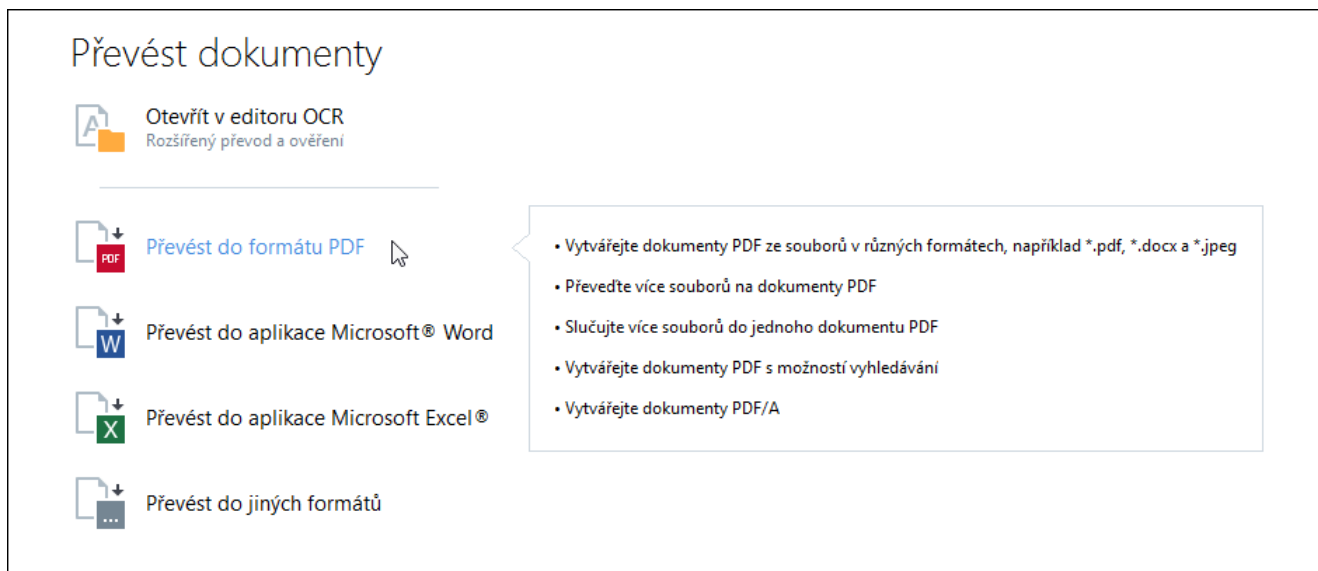 Převést dokumenty
A
Otevřít v editoru OCR
Rozšířený převod a ověření
PDF
Převést do formátu PDF
• Vytvářejte dokumenty PDF ze souborů v různých formátech, například *.pdf, *.docx a *.jpeg
• Převeďte více souborů na dokumenty PDF
• Slučujte více souborů do jednoho dokumentu PDF
• Vytvářejte dokumenty PDF s možností vyhledávání
• Vytvářejte dokumenty PDF/A
W
Převést do aplikace Microsoft® Word
X
Převést do aplikace Microsoft Excel®
...
Převést do jiných formátů